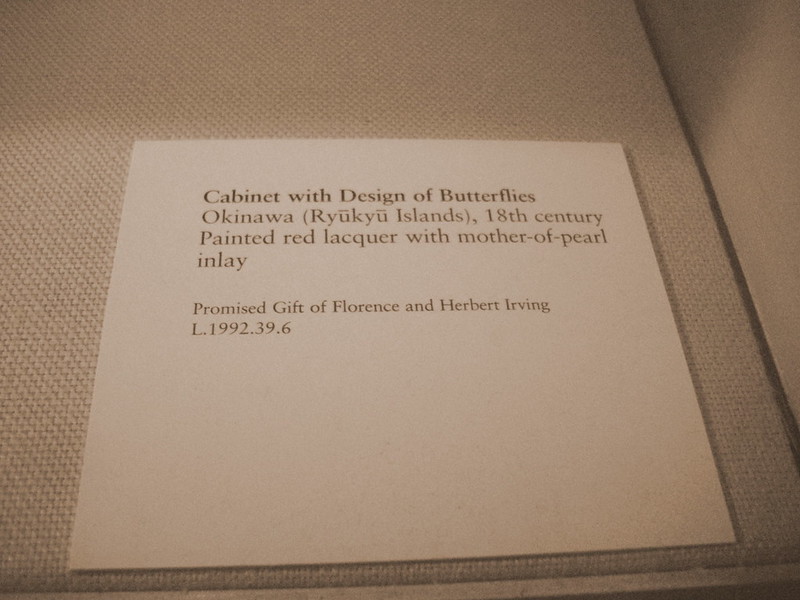 Cabinet with Design of Butterflies
Okinawa (Ryūkyū Islands), 18th century
Painted red lacquer with mother-of-pearl
inlay
Promised Gift of Florence and Herbert Irving
L.1992.39.6